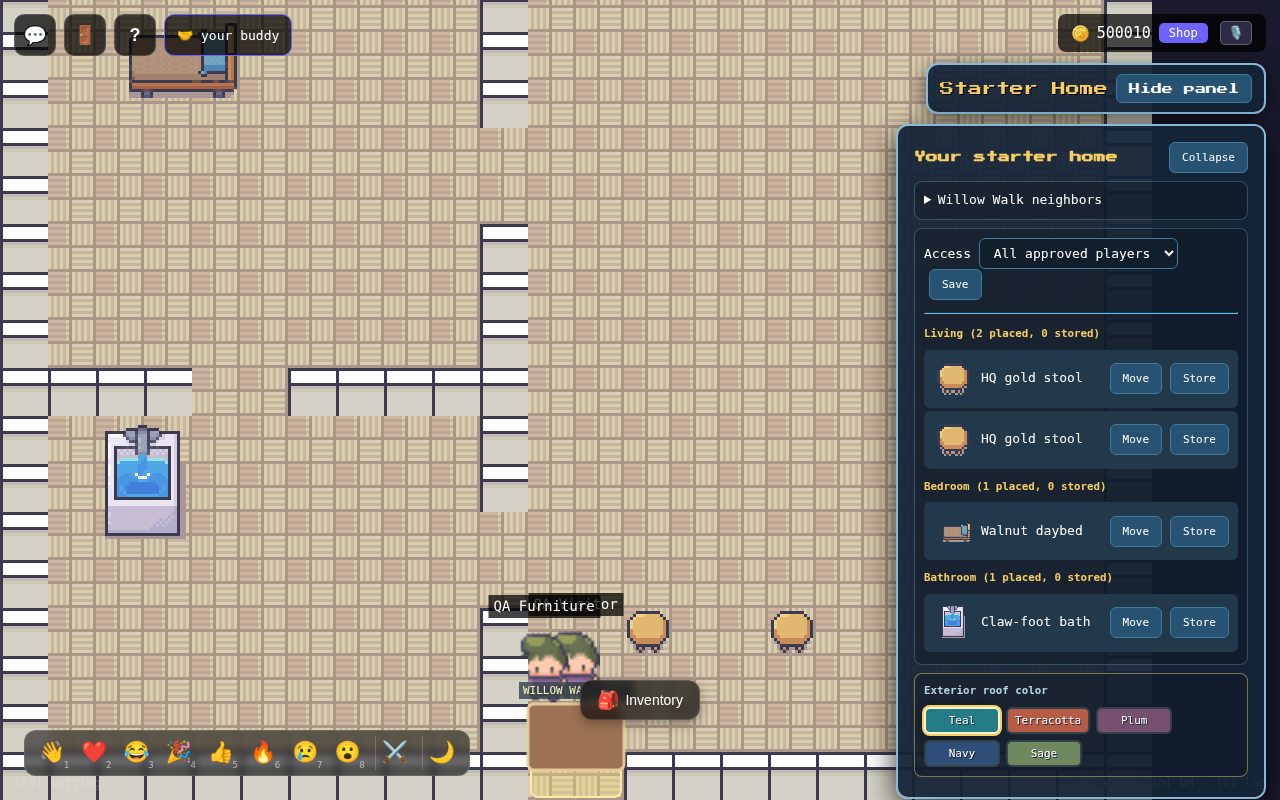 ? your buddy
500010 Shop
Starter Home Hide panel
Your starter home Collapse
Willow Walk neighbors
Access All approved players
Save
Living (2 placed, 0 stored)
HQ gold stool Move Store
HQ gold stool Move Store
Bedroom (1 placed, 0 stored)
Walnut daybed Move Store
Bathroom (1 placed, 0 stored)
Claw-foot bath Move Store
Exterior roof color
Teal Terracotta Plum
Navy Sage
QA Furniture
WILLOW WA
Inventory
1 2 3 4 5 6 7 8